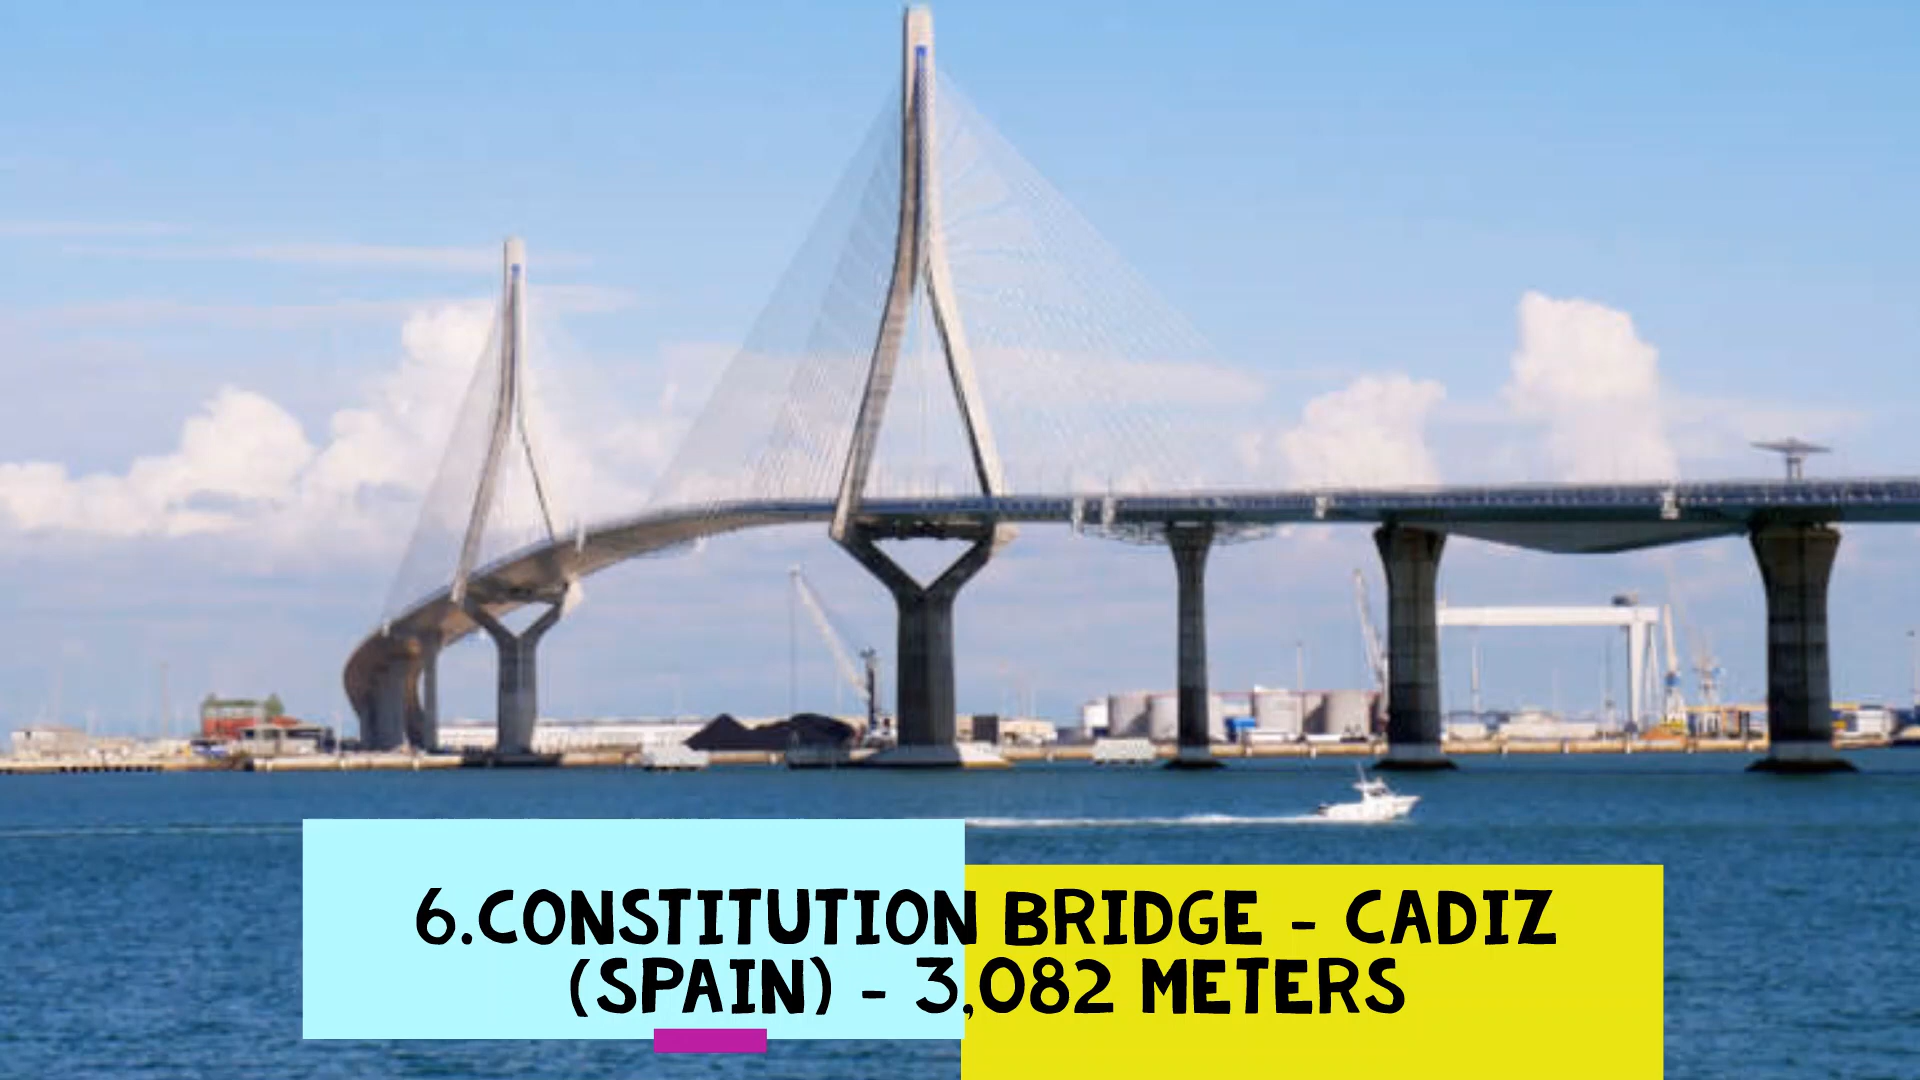 6.CONSTITUTION BRIDGE - CADIZ
(SPAIN) - 3,082 METERS